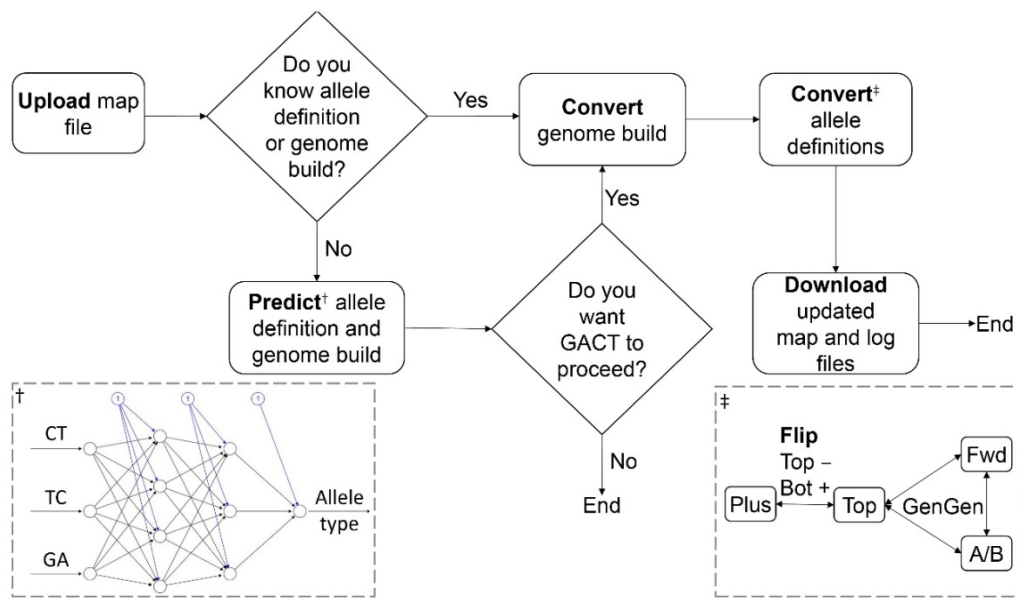 Upload map
file
Do you
know allele
definition
or genome
build?
Yes
Convert
genome build
Convert‡
allele
definitions
No
Yes
Predict† allele
definition and
genome build
Do you
want
GACT to
proceed?
Download
updated
map and log
files
End
No
End
†
1
1
1
CT
TC
GA
Allele
type
‡
Flip
Top –
Bot +
Plus
Top
GenGen
Fwd
A/B